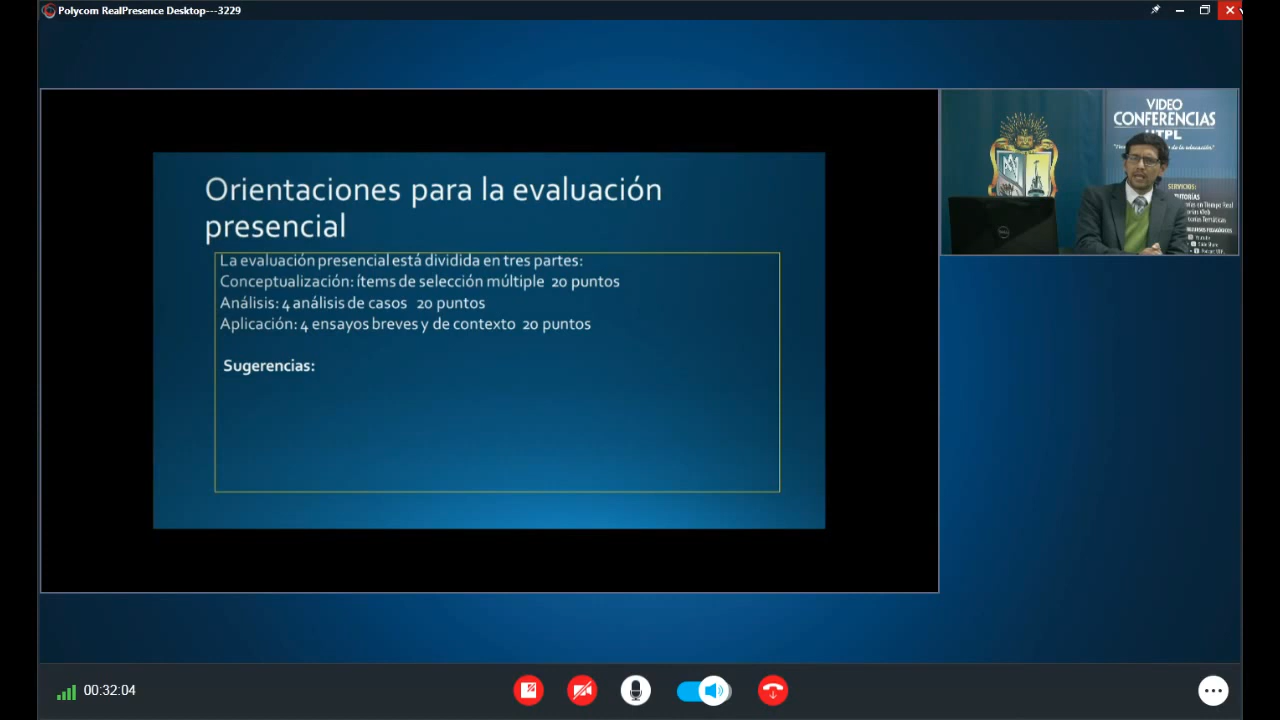 Polycom RealPresence Desktop---3229
VIDEO
CONFERENCIAS
UTPL
SERVICIOS:
Orientaciones para la evaluación
presencial
La evaluación presencial está dividida en tres partes:
Conceptualización: ítems de selección múltiple 20 puntos
Análisis: 4 análisis de casos 20 puntos
Aplicación: 4 ensayos breves y de contexto 20 puntos
Sugerencias:
00:32:04